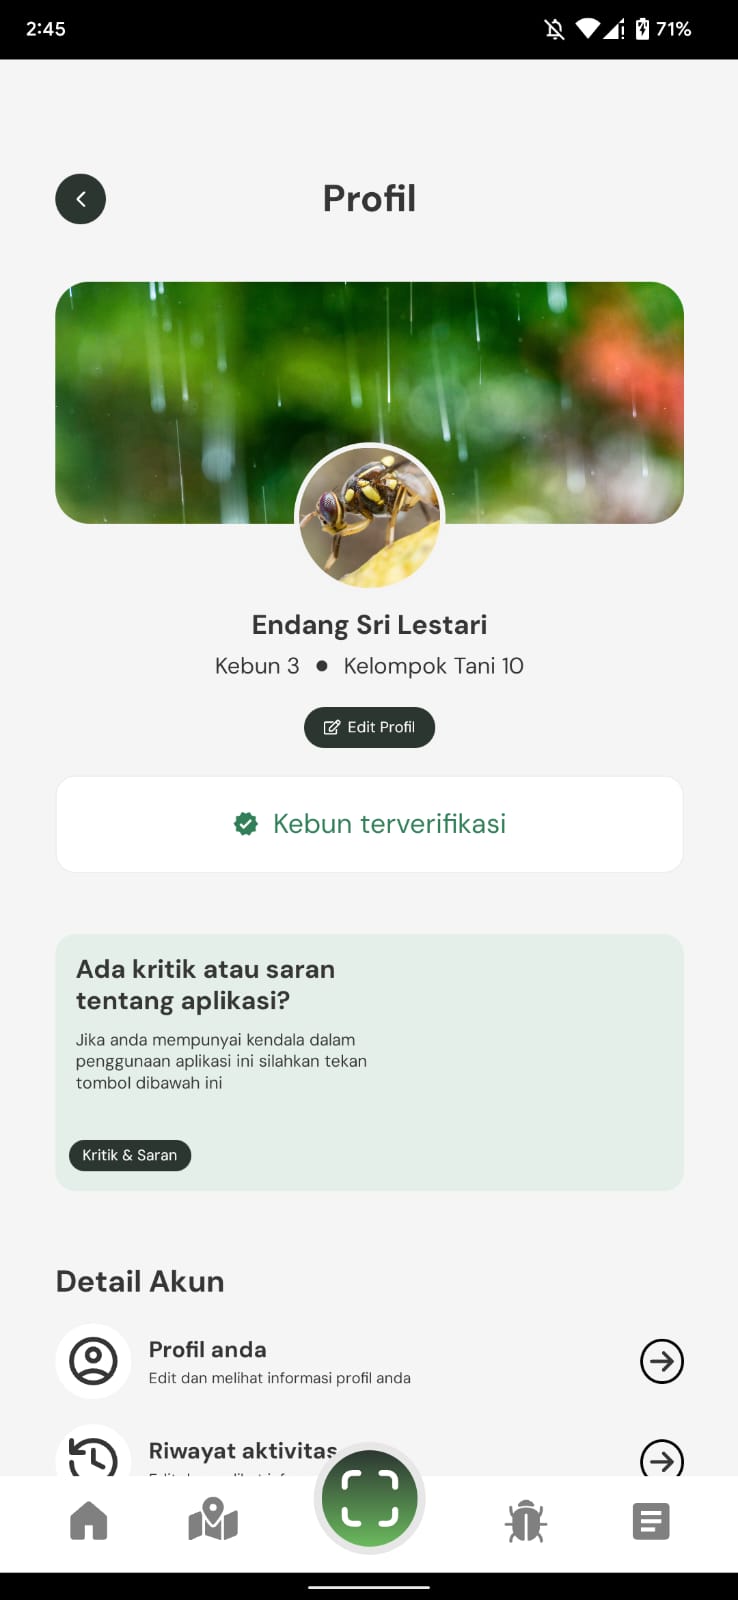 2:45
71%
Profil
Endang Sri Lestari
Kebun 3 ● Kelompok Tani 10
Edit Profil
Kebun terverifikasi
Ada kritik atau saran
tentang aplikasi?
Jika anda mempunyai kendala dalam
penggunaan aplikasi ini silahkan tekan
tombol dibawah ini
Kritik & Saran
Detail Akun
Profil anda
Edit dan melihat informasi profil anda
Riwayat aktivitas